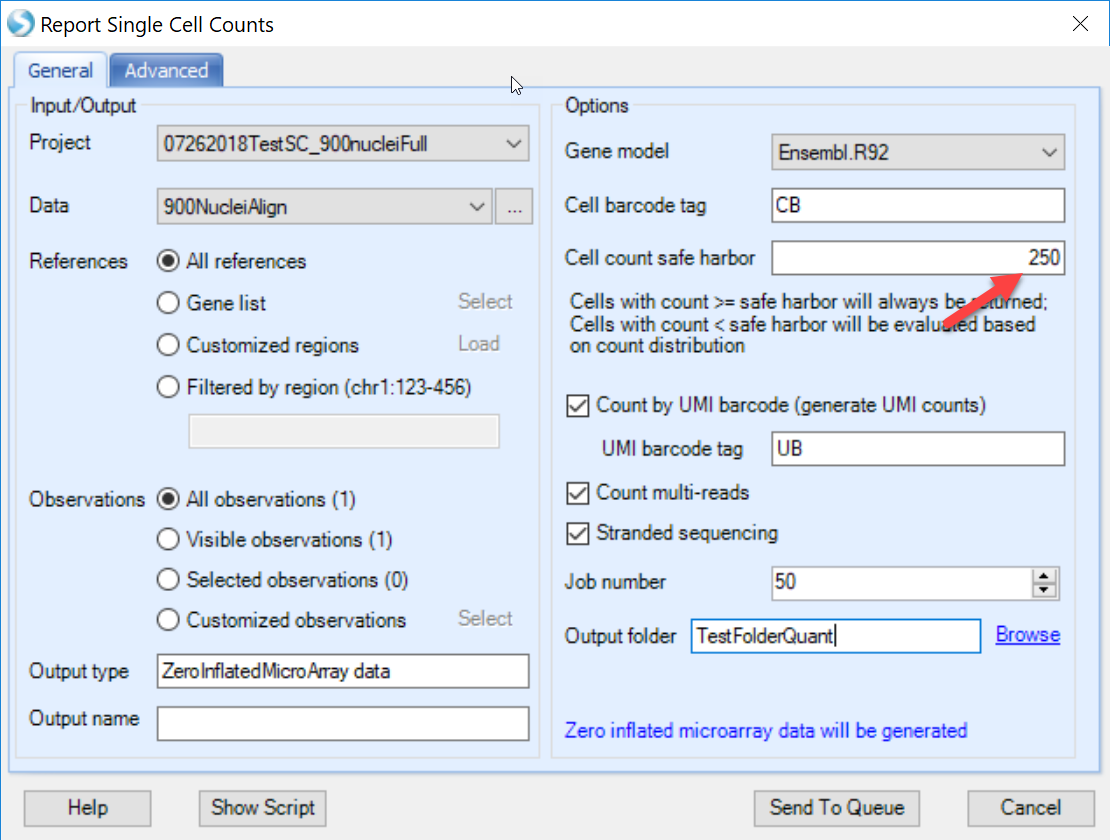 Report Single Cell Counts
General
Advanced
Input/Output
Project
07262018TestSC_900nucleiFull
Data
900NucleiAlign
...
References
All references
Gene list
Select
Customized regions
Load
Filtered by region (chr1:123-456)
Observations
All observations (1)
Visible observations (1)
Selected observations (0)
Customized observations
Select
Output type
ZeroInflatedMicroArray data
Output name
Options
Gene model
Ensembl.R92
Cell barcode tag
CB
Cell count safe harbor
250
Cells with count >= safe harbor will always be returned;
Cells with count < safe harbor will be evaluated based
on count distribution
Count by UMI barcode (generate UMI counts)
UMI barcode tag
UB
Count multi-reads
Stranded sequencing
Job number
50
Output folder
TestFolderQuant
Browse
Zero inflated microarray data will be generated
Help
Show Script
Send To Queue
Cancel